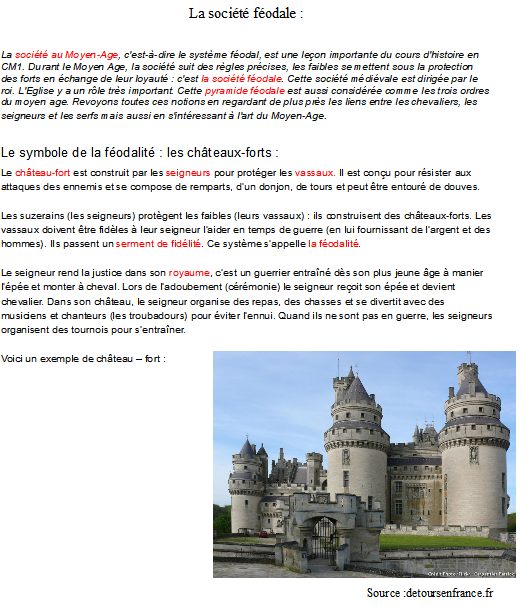 La société féodale :
La société au Moyen-Age, c'est-à-dire le système féodal, est une leçon importante du cours d'histoire en
CM1. Durant le Moyen Age, la société suit des règles précises, les faibles se mettent sous la protection
des forts en échange de leur loyauté : c'est la société féodale. Cette société médiévale est dirigée par le
roi. L'Eglise y a un rôle très important. Cette pyramide féodale est aussi considérée comme les trois ordres
du moyen age. Revoyons toutes ces notions en regardant de plus près les liens entre les chevaliers, les
seigneurs et les serfs mais aussi en s'intéressant à l'art du Moyen-Age.
Le symbole de la féodalité : les châteaux-forts :
Le château-fort est construit par les seigneurs pour protéger les vassaux. Il est conçu pour résister aux
attaques des ennemis et se compose de remparts, d'un donjon, de tours et peut être entouré de douves.
Les suzerains (les seigneurs) protègent les faibles (leurs vassaux) : ils construisent des châteaux-forts. Les
vassaux doivent être fidèles à leur seigneur l'aider en temps de guerre (en lui fournissant de l'argent et des
hommes). Ils passent un serment de fidélité. Ce système s'appelle la féodalité.
Le seigneur rend la justice dans son royaume, c'est un guerrier entraîné dès son plus jeune âge à manier
l'épée et monter à cheval. Lors de l'adoubement (cérémonie) le seigneur reçoit son épée et devient
chevalier. Dans son château, le seigneur organise des repas, des chasses et se divertit avec des
musiciens et chanteurs (les troubadours) pour éviter l'ennui. Quand ils ne sont pas en guerre, les seigneurs
organisent des tournois pour s'entraîner.
Voici un exemple de château – fort :
Crédit Photo : Flickr
Source :detoursenfrance.fr